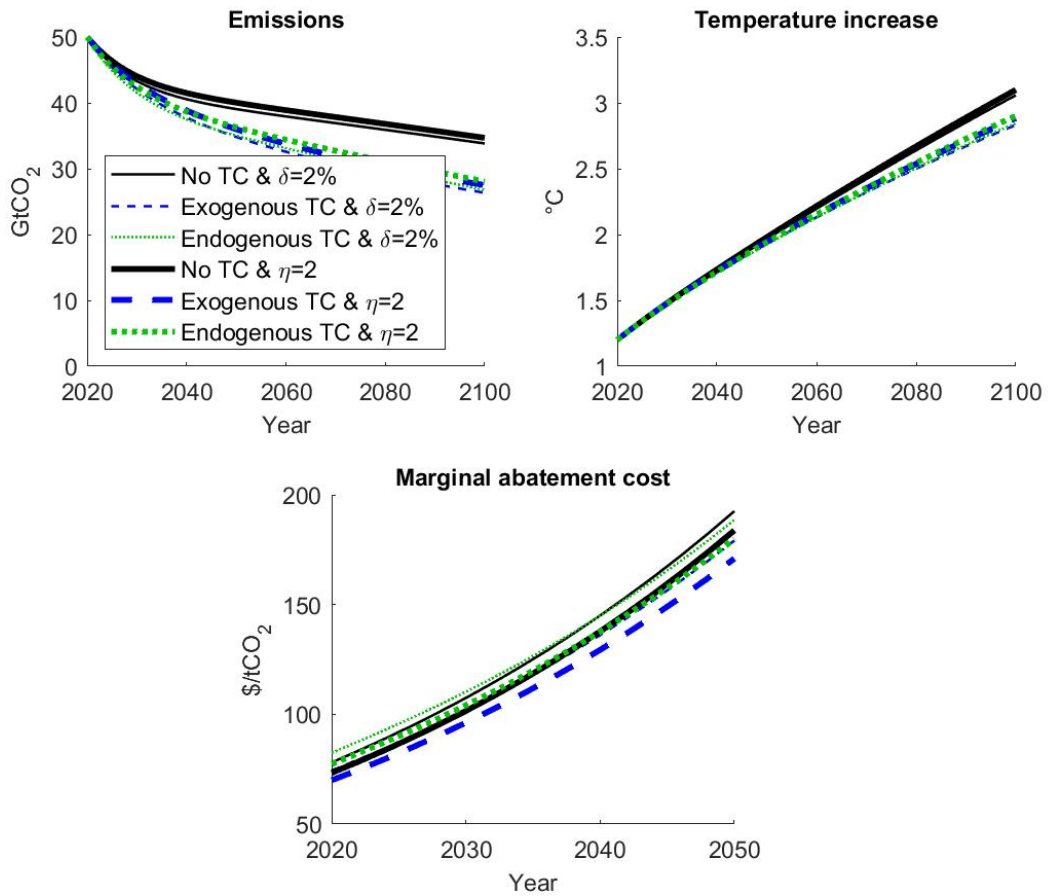 Emissions
50
40
30
20
10
0
GtCO₂
No TC & δ=2%
Exogenous TC & δ=2%
Endogenous TC & δ=2%
No TC & η=2
Exogenous TC & η=2
Endogenous TC & η=2
2020 2040 2060 2080 2100
Year
Temperature increase
3.5
3
2.5
2
1.5
1
°C
2020 2040 2060 2080 2100
Year
Marginal abatement cost
200
150
100
50
$/tCO₂
2020 2030 2040 2050
Year